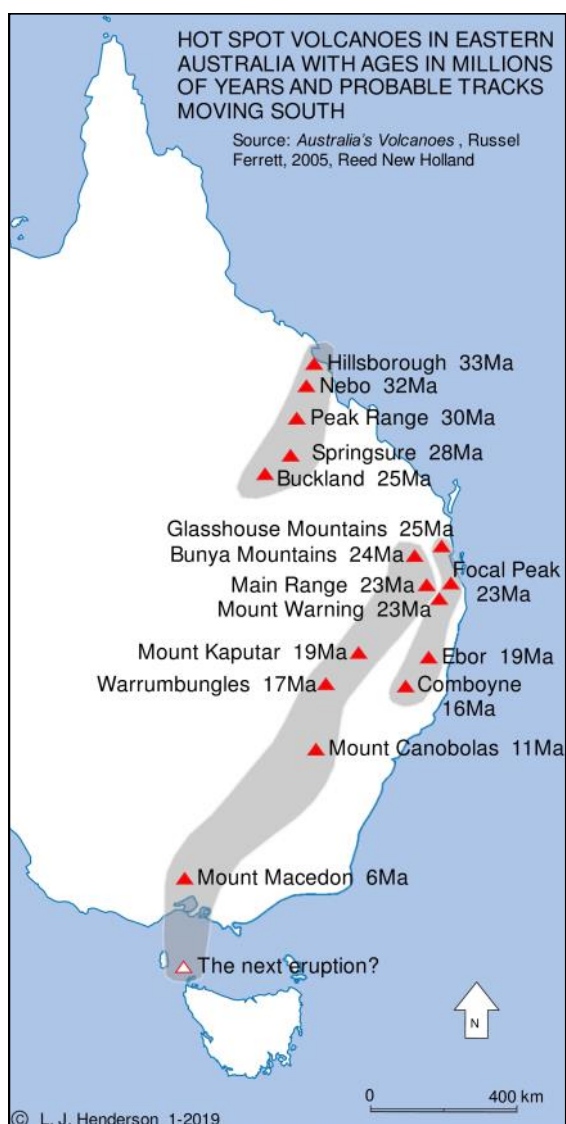 HOT SPOT VOLCANOES IN EASTERN
AUSTRALIA WITH AGES IN MILLIONS
OF YEARS AND PROBABLE TRACKS
MOVING SOUTH
Source: Australia's Volcanoes , Russel
Ferrett, 2005, Reed New Holland
Hillsborough 33Ma
Nebo 32Ma
Peak Range 30Ma
Springsure 28Ma
Buckland 25Ma
Glasshouse Mountains 25Ma
Bunya Mountains 24Ma
Focal Peak
23Ma
Main Range 23Ma
Mount Warning 23Ma
Mount Kaputar 19Ma
Ebor 19Ma
Warrumbungles 17Ma
Comboyne
16Ma
Mount Canobolas 11Ma
Mount Macedon 6Ma
The next eruption?
N
0 400 km
© L. J. Henderson 1-2019